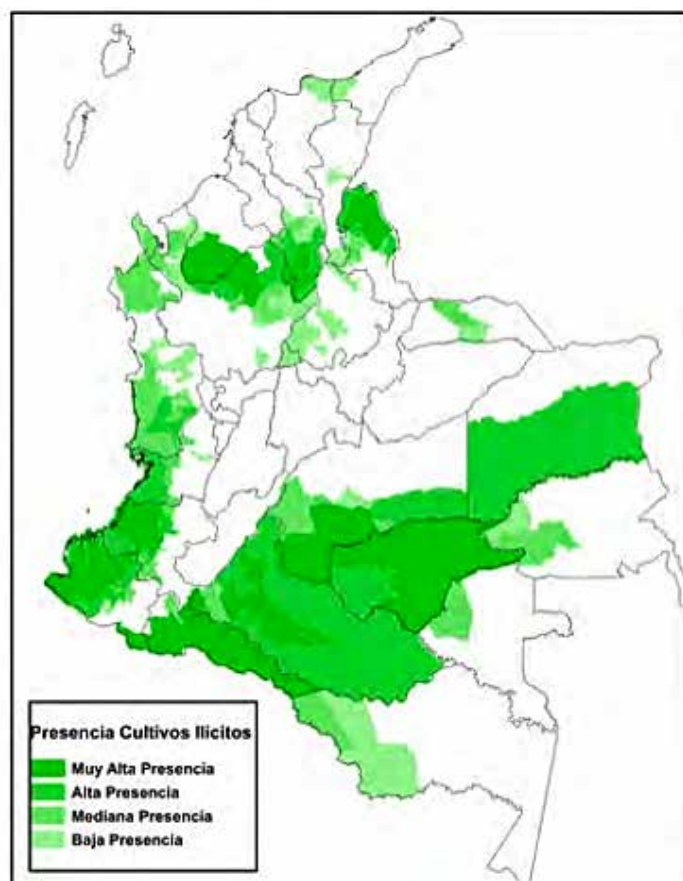 Presencia Cultivos Ilicitos
Muy Alta Presencia
Alta Presencia
Mediana Presencia
Baja Presencia